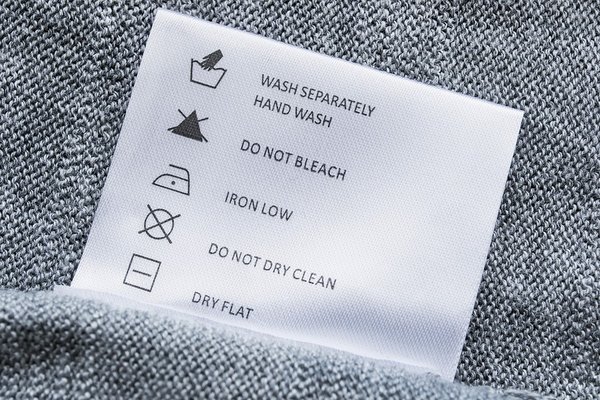 WASH SEPARATELY
HAND WASH
DO NOT BLEACH
IRON LOW
DO NOT DRY CLEAN
DRY FLAT